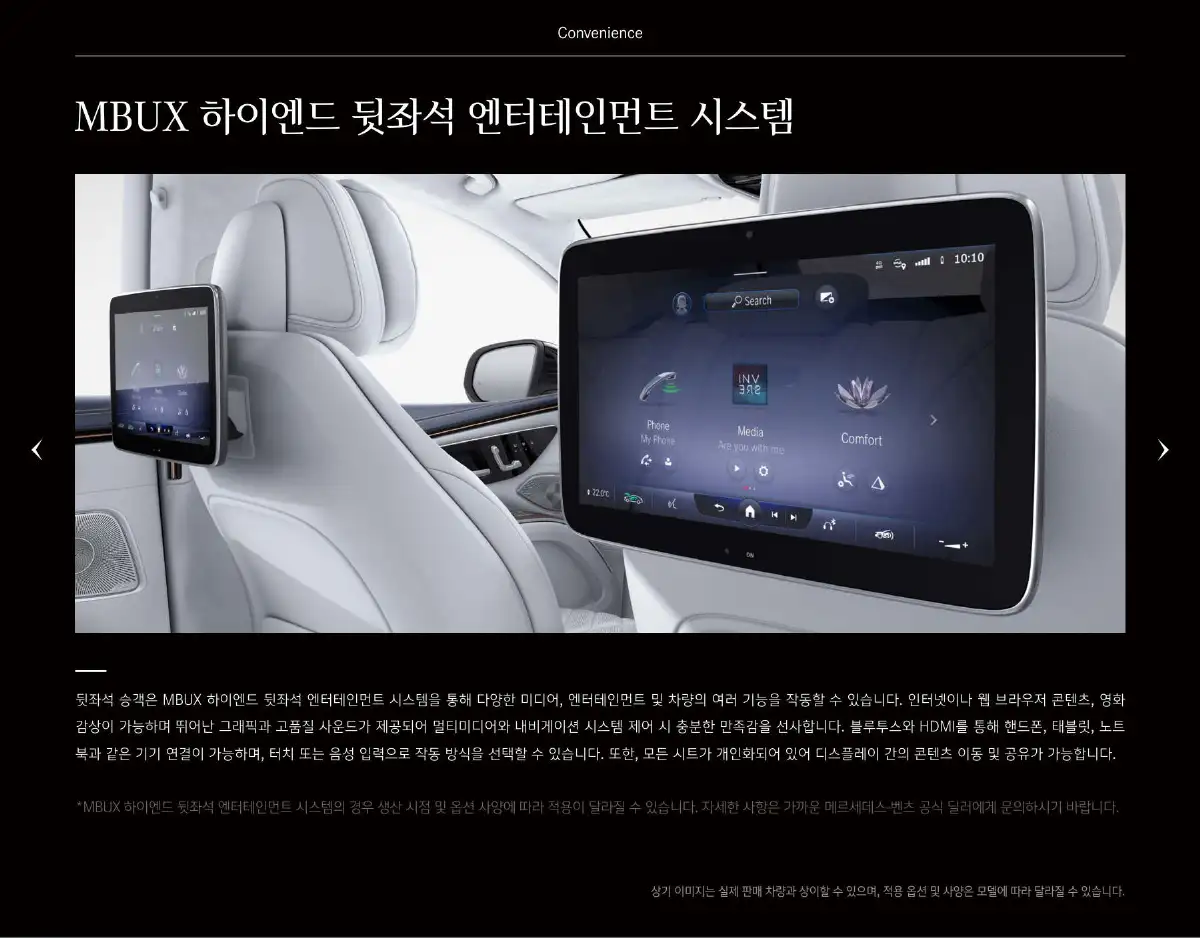 Convenience
MBUX 하이엔드 뒷좌석 엔터테인먼트 시스템
10:10
Search
INV
ERS
Phone
My Phone
Media
Are you with me
Comfort
22.0°C
ON
뒷좌석 승객은 MBUX 하이엔드 뒷좌석 엔터테인먼트 시스템을 통해 다양한 미디어, 엔터테인먼트 및 차량의 여러 기능을 작동할 수 있습니다. 인터넷이나 웹 브라우저 콘텐츠, 영화
감상이 가능하며 뛰어난 그래픽과 고품질 사운드가 제공되어 멀티미디어와 내비게이션 시스템 제어 시 충분한 만족감을 선사합니다. 블루투스와 HDMI를 통해 핸드폰, 태블릿, 노트
북과 같은 기기 연결이 가능하며, 터치 또는 음성 입력으로 작동 방식을 선택할 수 있습니다. 또한, 모든 시트가 개인화되어 있어 디스플레이 간의 콘텐츠 이동 및 공유가 가능합니다.
*MBUX 하이엔드 뒷좌석 엔터테인먼트 시스템의 경우 생산 시점 및 옵션 사양에 따라 적용이 달라질 수 있습니다. 자세한 사항은 가까운 메르세데스-벤츠 공식 딜러에게 문의하시기 바랍니다.
상기 이미지는 실제 판매 차량과 상이할 수 있으며, 적용 옵션 및 사양은 모델에 따라 달라질 수 있습니다.